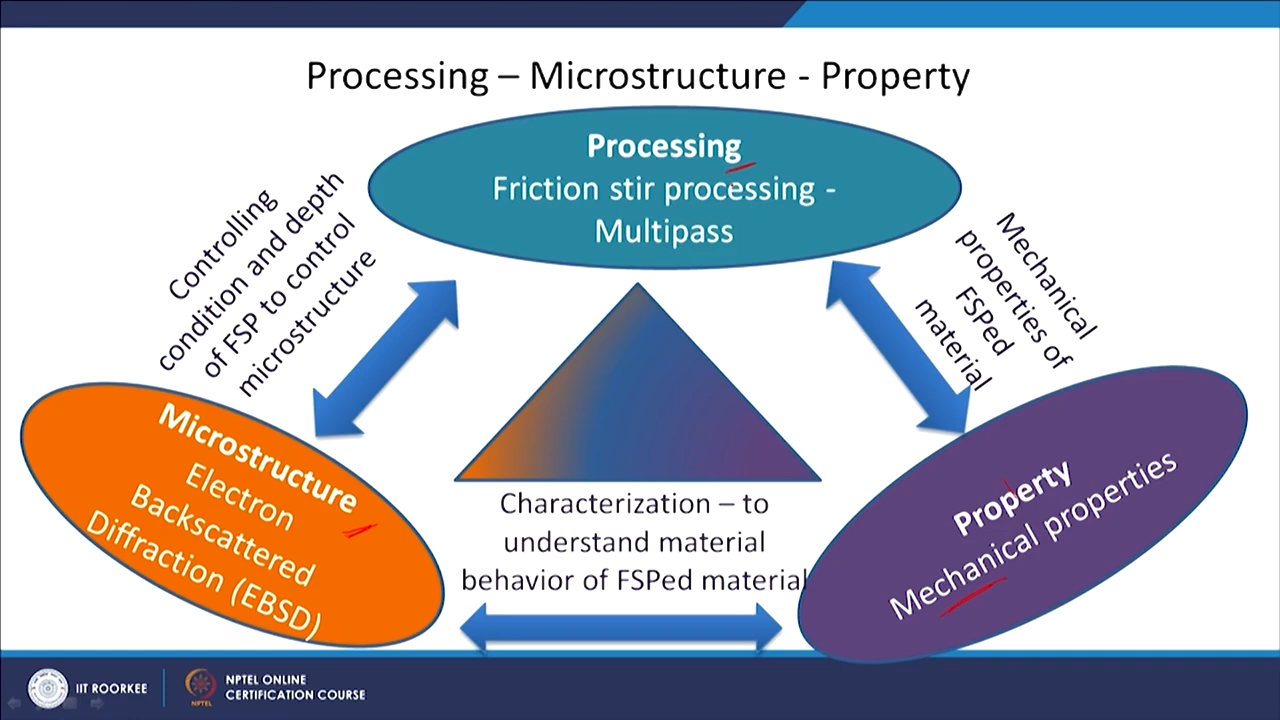 Processing – Microstructure - Property
Processing
Friction stir processing -
Multipass
Controlling
condition and depth
of FSP to control
microstructure
Mechanical
properties of
FSPed
material
Microstructure
Electron
Backscattered
Diffraction (EBSD)
Characterization – to
understand material
behavior of FSPed material
Property
Mechanical properties
IIT ROORKEE
NPTEL
NPTEL ONLINE
CERTIFICATION COURSE